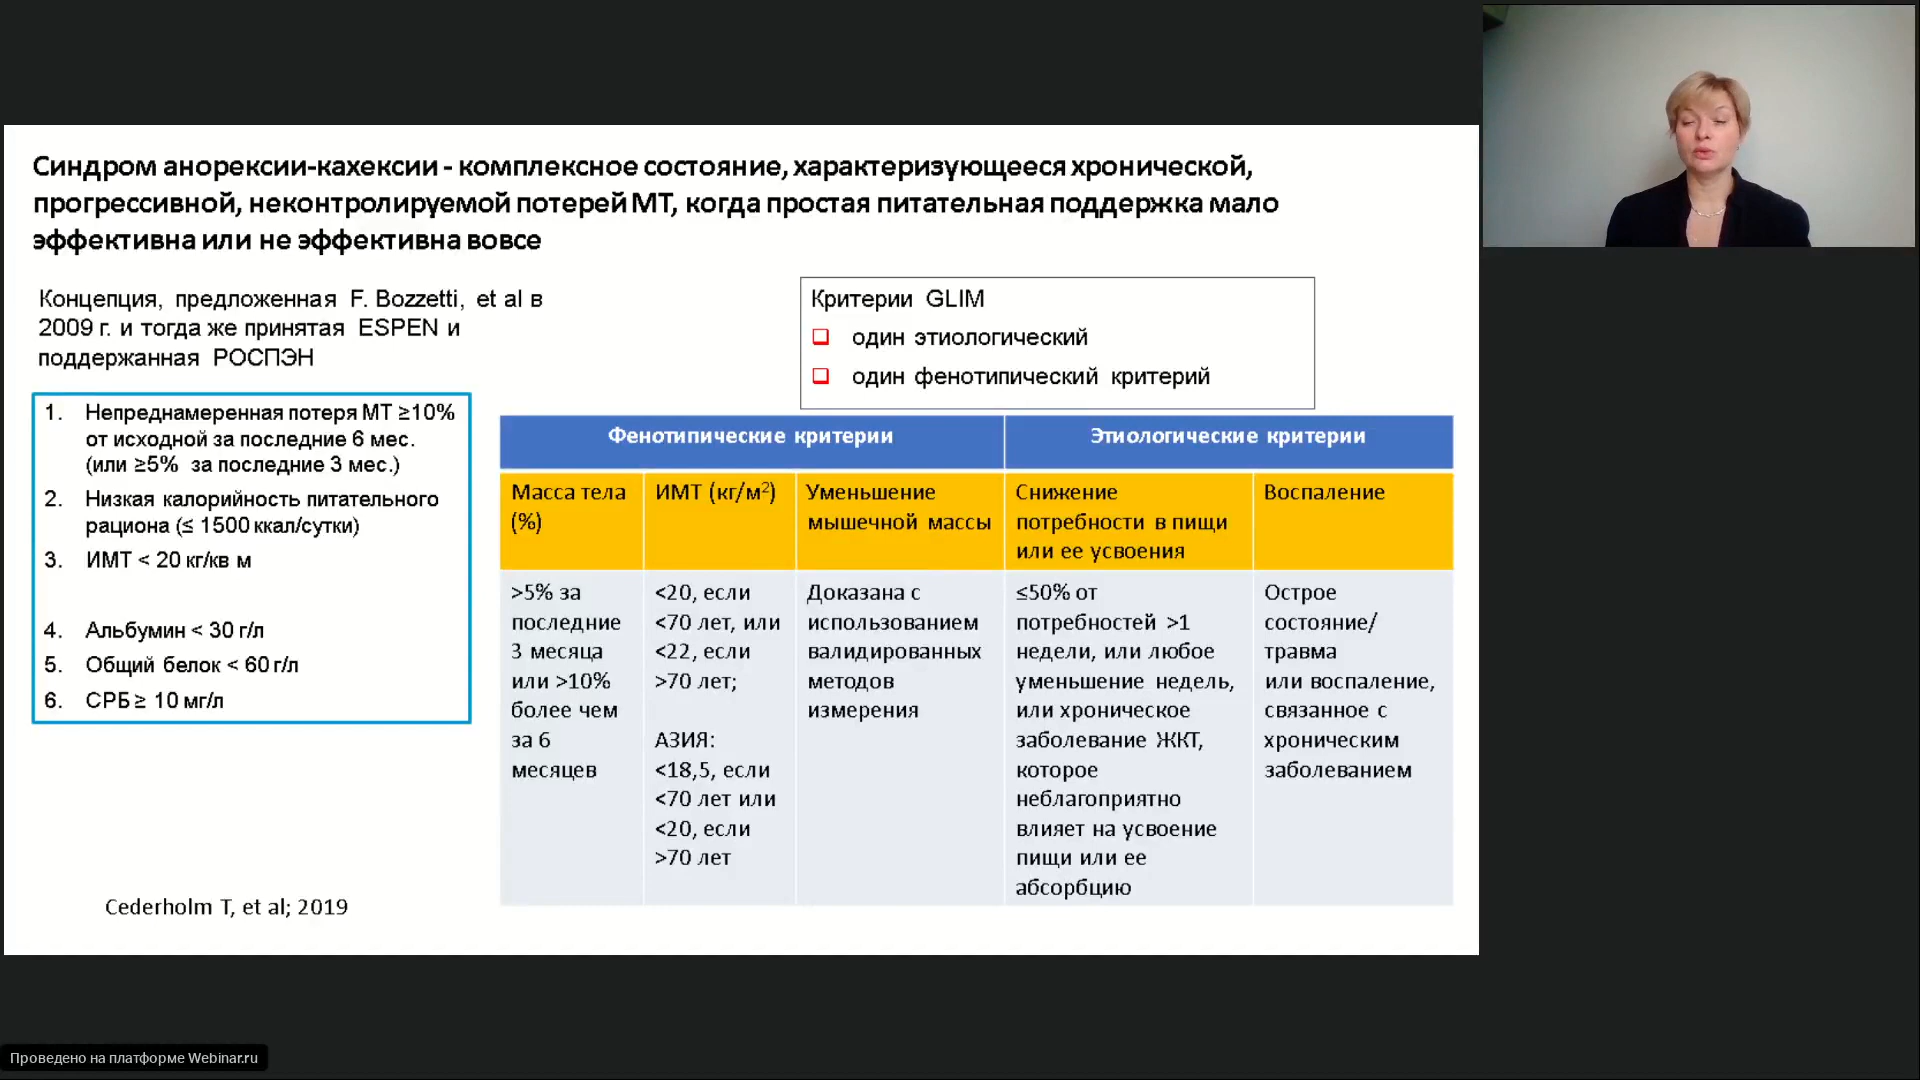 Синдром анорексии-кахексии - комплексное состояние, характеризующееся хронической,
прогрессивной, неконтролируемой потерей МТ, когда простая питательная поддержка мало
эффективна или не эффективна вовсе
Концепция, предложенная F. Bozzetti, et al в
2009 г. и тогда же принятая ESPEN и
поддержанная РОСПЭН
1. Непреднамеренная потеря МТ ≥10%
от исходной за последние 6 мес.
(или ≥5% за последние 3 мес.)
2. Низкая калорийность питательного
рациона (≤ 1500 ккал/сутки)
3. ИМТ < 20 кг/кв м
4. Альбумин < 30 г/л
5. Общий белок < 60 г/л
6. СРБ ≥ 10 мг/л
Cederholm T, et al; 2019
Критерии GLIM
один этиологический
один фенотипический критерий
Фенотипические критерии
Этиологические критерии
Масса тела
(%)
ИМТ (кг/м²)
Уменьшение
мышечной массы
Снижение
потребности в пищи
или ее усвоения
Воспаление
>5% за
последние
3 месяца
или >10%
более чем
за 6
месяцев
<20, если
<70 лет, или
<22, если
>70 лет;
АЗИЯ:
<18,5, если
<70 лет или
<20, если
>70 лет
Доказана с
использованием
валидированных
методов
измерения
≤50% от
потребностей >1
недели, или любое
уменьшение недель,
или хроническое
заболевание ЖКТ,
которое
неблагоприятно
влияет на усвоение
пищи или ее
абсорбцию
Острое
состояние/
травма
или воспаление,
связанное с
хроническим
заболеванием
Проведено на платформе Webinar.ru